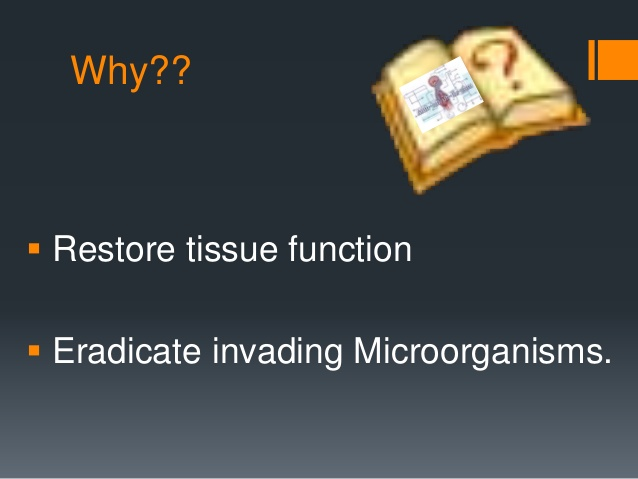 Why??
?
▪ Restore tissue function
▪ Eradicate invading Microorganisms.